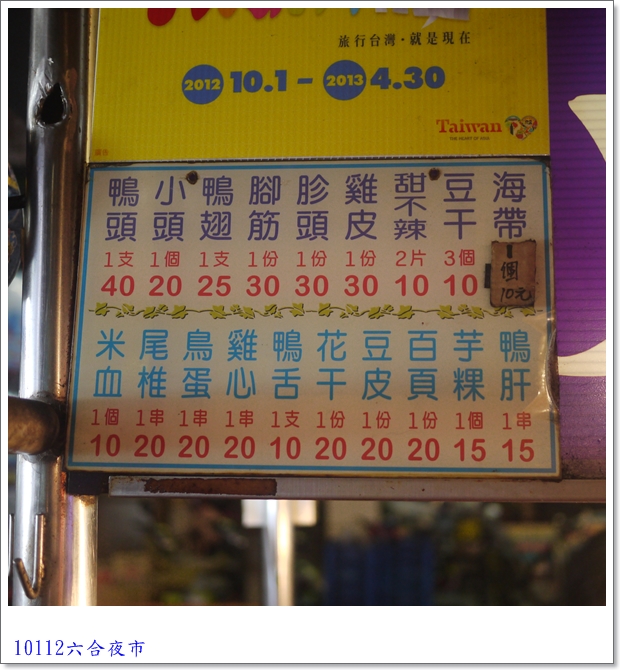 旅行台灣・就是現在
2012 10.1－2013 4.30
Taiwan
THE HEART OF ASIA
鴨頭 小頭 鴨翅 腳筋 胗頭 雞皮 甜不辣 豆干 海帶
1支 1個 1支 1份 1份 1份 2片 3個
40 20 25 30 30 30 10 10
1個
10元
米血 尾椎 鳥蛋 雞心 鴨舌 花干 豆皮 百頁 芋粿 鴨肝
1個 1串 1串 1串 1支 1份 1份 1份 1個 1串
10 20 20 20 10 20 20 20 15 15
10112六合夜市